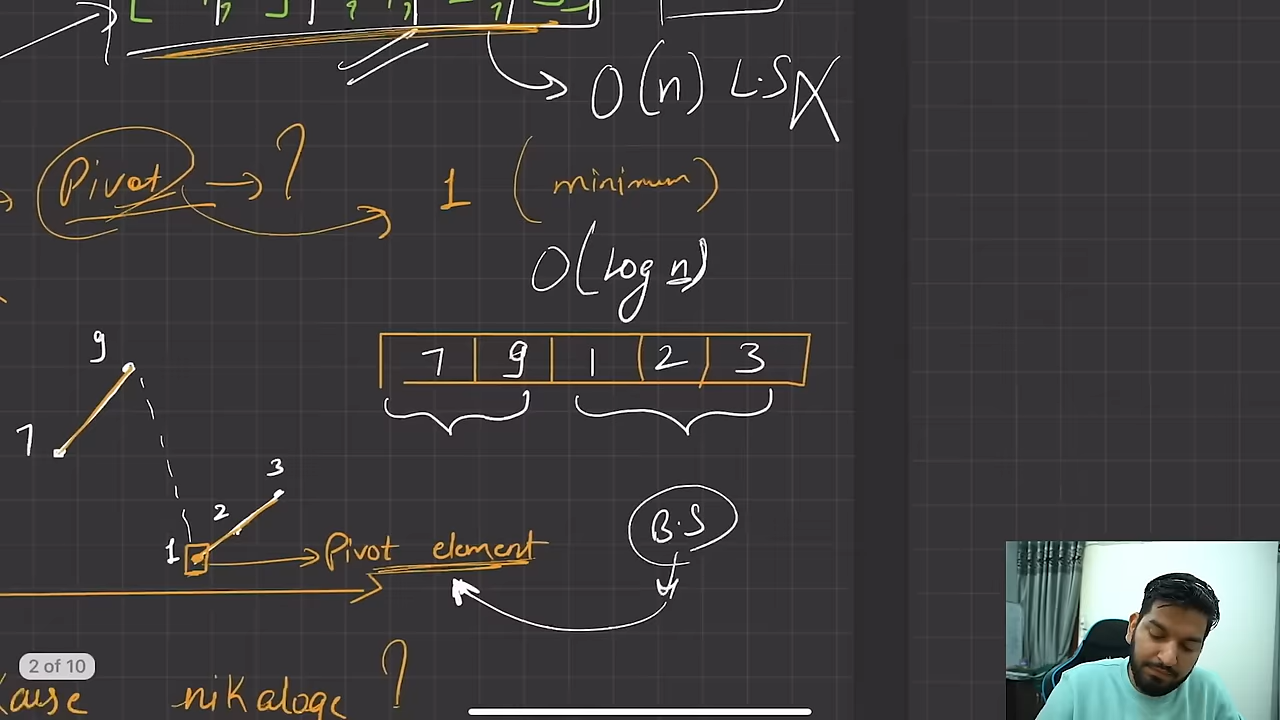 O(n) L.S X
Pivot → ? 1 (minimum)
O(log n)
9
7 9 1 2 3
7
3
2
B.S
1 Pivot element
2 of 10
nikaloge ?